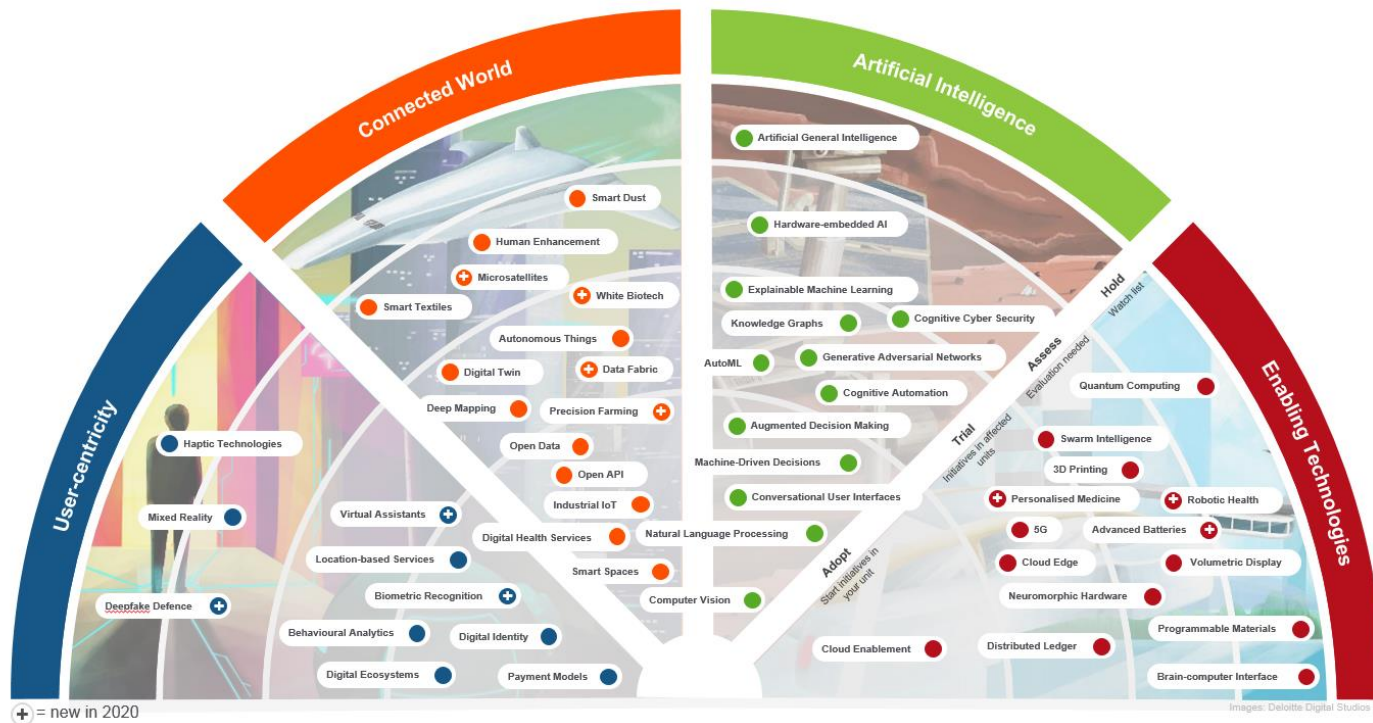 Connected World
Artificial Intelligence
User-centricity
Enabling Technologies
Smart Dust
Human Enhancement
Microsatellites
White Biotech
Smart Textiles
Autonomous Things
Digital Twin
Data Fabric
Deep Mapping
Precision Farming
Open Data
Open API
Industrial IoT
Digital Health Services
Smart Spaces
Artificial General Intelligence
Hardware-embedded AI
Explainable Machine Learning
Knowledge Graphs
Cognitive Cyber Security
AutoML
Generative Adversarial Networks
Cognitive Automation
Augmented Decision Making
Machine-Driven Decisions
Conversational User Interfaces
Natural Language Processing
Computer Vision
Hold
Watch list
Assess
Evaluation needed
Trial
Initiatives in affected
units
Adopt
Start initiatives in
your unit
Haptic Technologies
Mixed Reality
Virtual Assistants
Location-based Services
Deepfake Defence
Biometric Recognition
Behavioural Analytics
Digital Identity
Digital Ecosystems
Payment Models
Quantum Computing
Swarm Intelligence
3D Printing
Personalised Medicine
Robotic Health
5G
Advanced Batteries
Cloud Edge
Volumetric Display
Neuromorphic Hardware
Programmable Materials
Cloud Enablement
Distributed Ledger
Brain-computer Interface
+ = new in 2020
Images: Deloitte Digital Studios